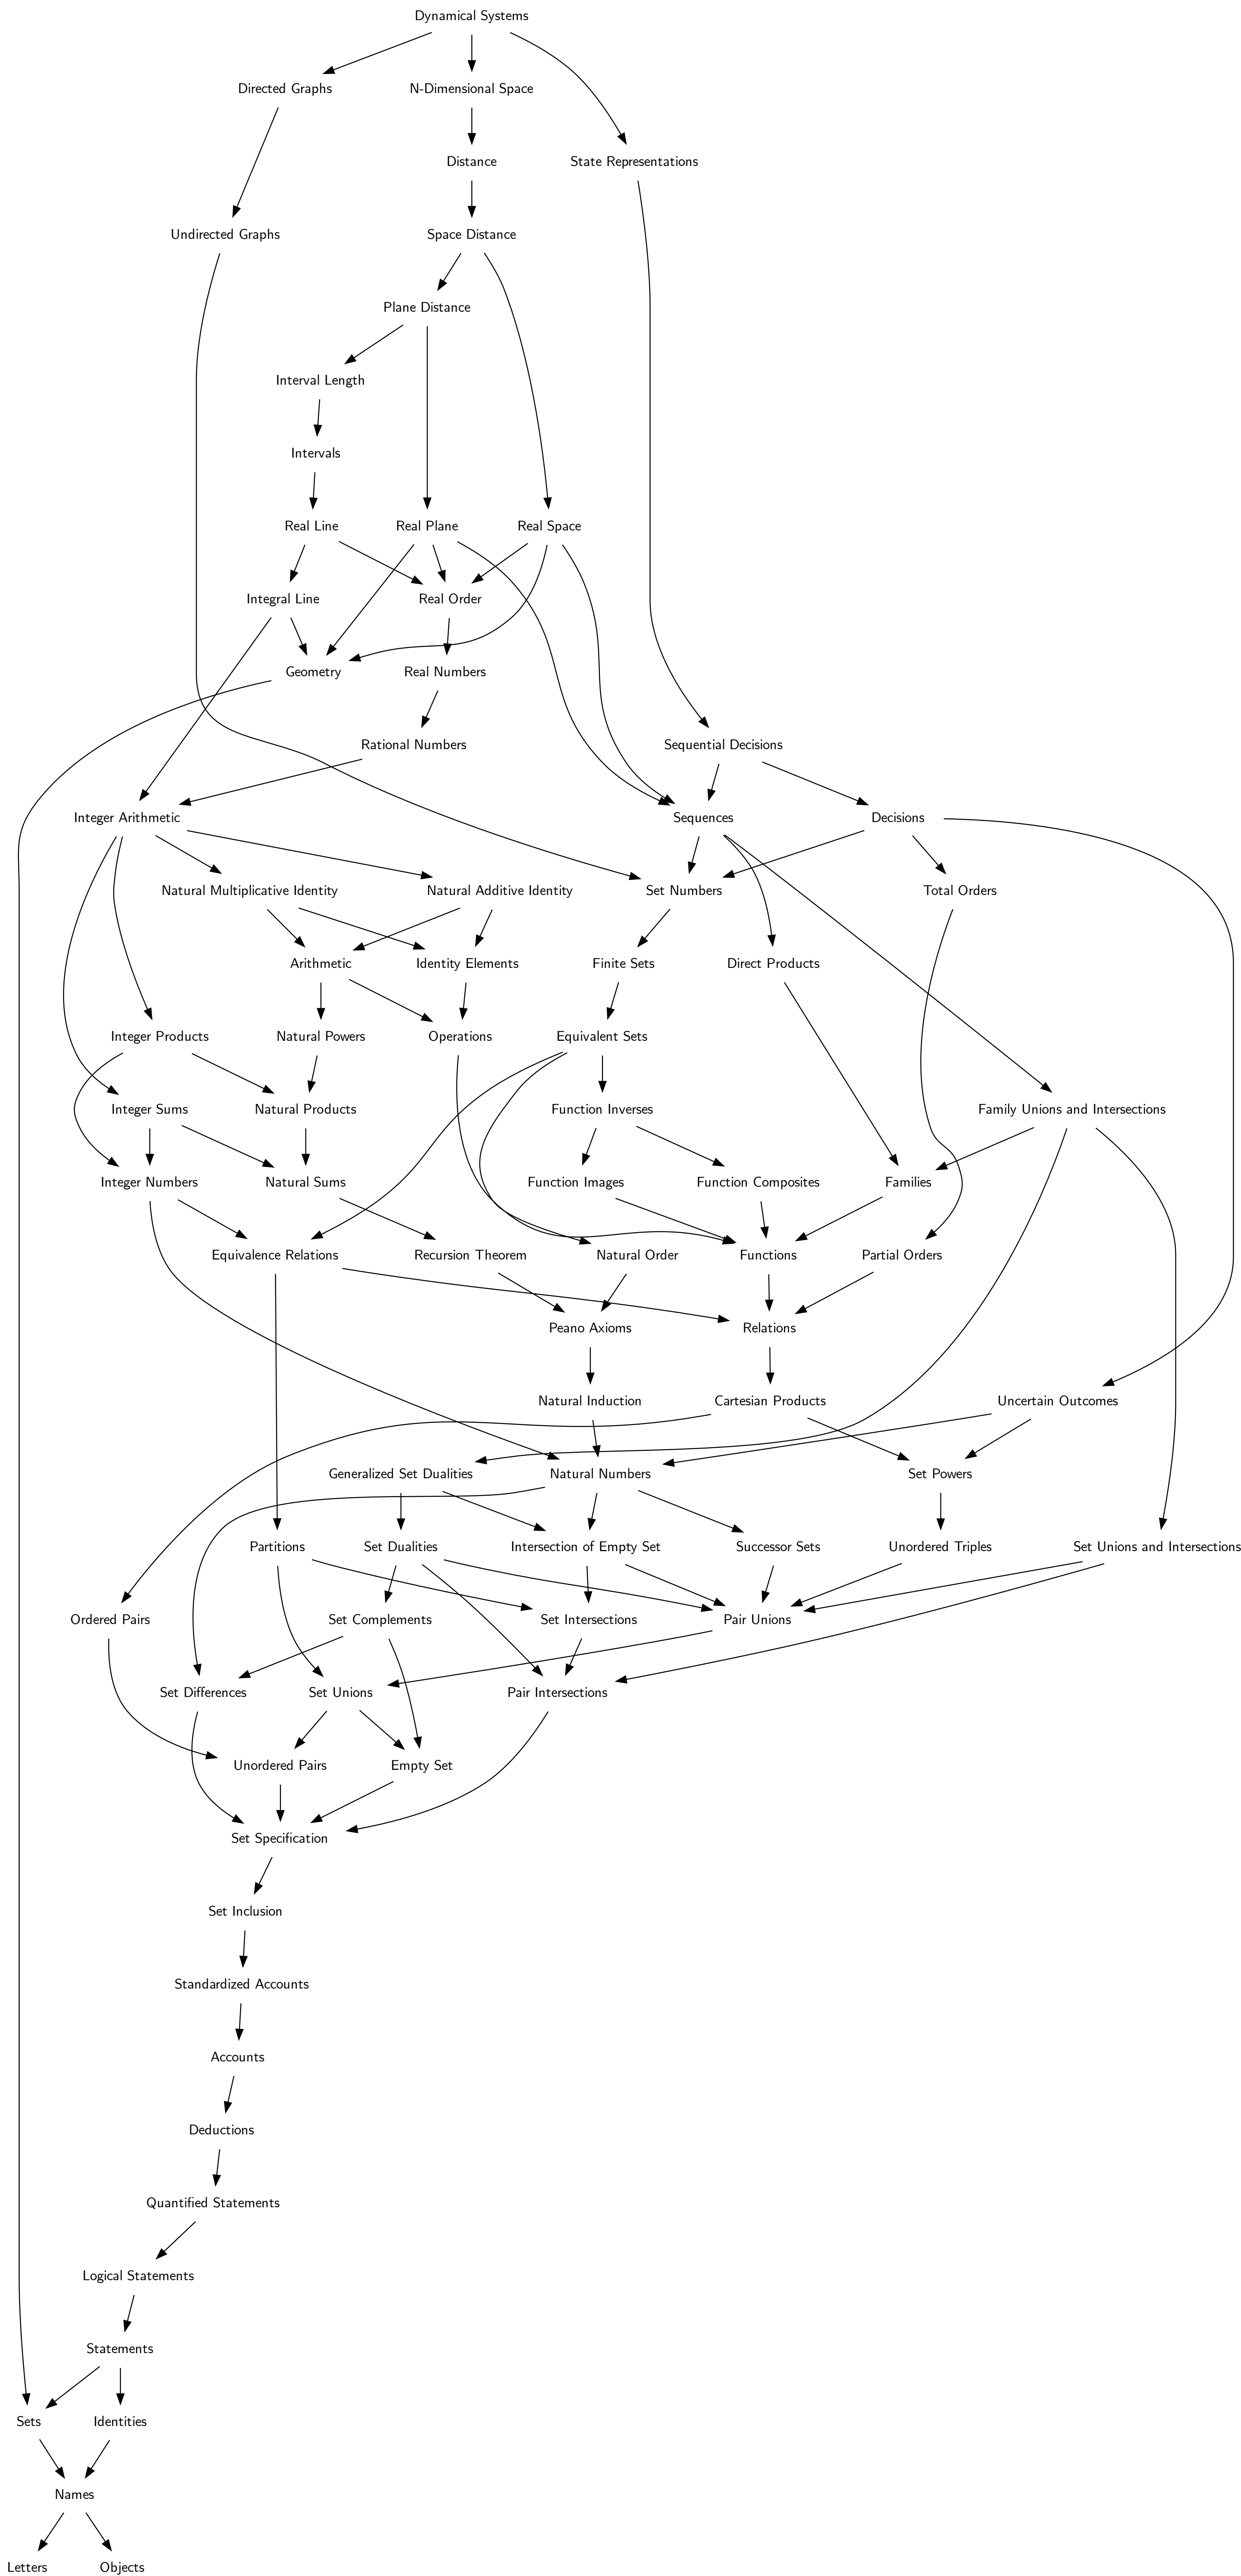 Dynamical Systems
Directed Graphs
N-Dimensional Space
Distance
State Representations
Undirected Graphs
Space Distance
Plane Distance
Interval Length
Intervals
Real Line
Real Plane
Real Space
Integral Line
Real Order
Geometry
Real Numbers
Rational Numbers
Sequential Decisions
Integer Arithmetic
Sequences
Decisions
Natural Multiplicative Identity
Natural Additive Identity
Set Numbers
Total Orders
Arithmetic
Identity Elements
Finite Sets
Direct Products
Integer Products
Natural Powers
Operations
Equivalent Sets
Integer Sums
Natural Products
Function Inverses
Family Unions and Intersections
Integer Numbers
Natural Sums
Function Images
Function Composites
Families
Equivalence Relations
Recursion Theorem
Natural Order
Functions
Partial Orders
Peano Axioms
Relations
Natural Induction
Cartesian Products
Uncertain Outcomes
Generalized Set Dualities
Natural Numbers
Set Powers
Partitions
Set Dualities
Intersection of Empty Set
Successor Sets
Unordered Triples
Set Unions and Intersections
Ordered Pairs
Set Complements
Set Intersections
Pair Unions
Set Differences
Set Unions
Pair Intersections
Unordered Pairs
Empty Set
Set Specification
Set Inclusion
Standardized Accounts
Accounts
Deductions
Quantified Statements
Logical Statements
Statements
Sets
Identities
Names
Letters
Objects